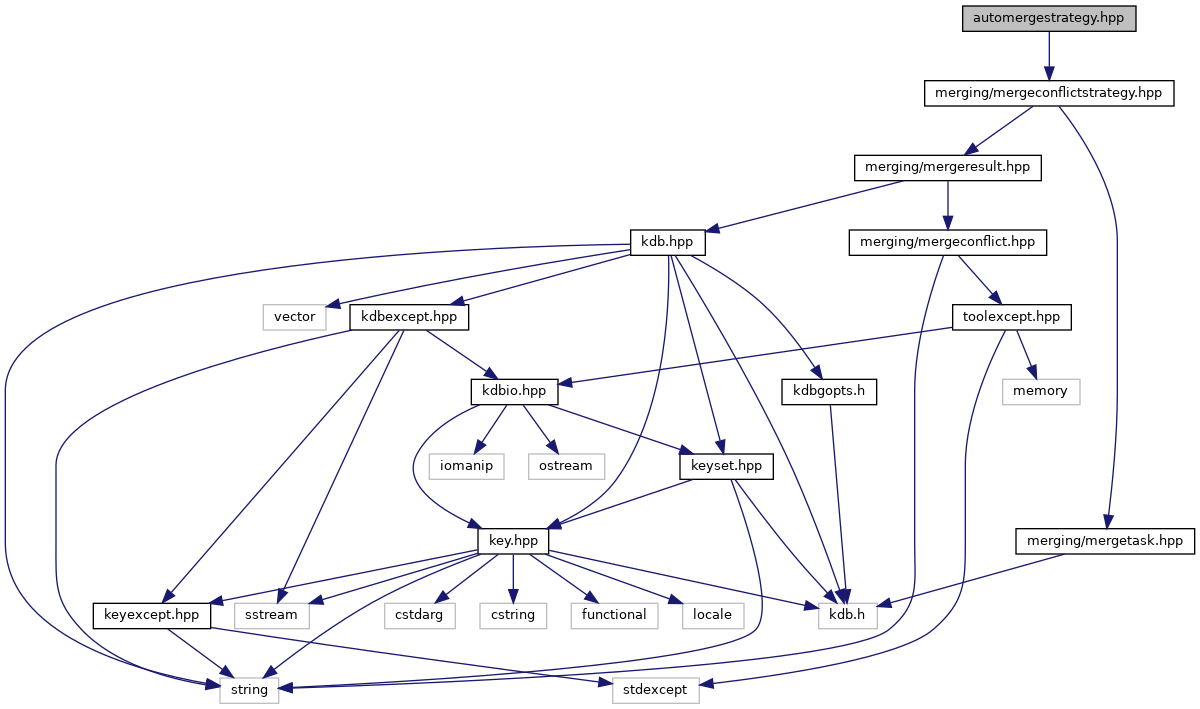 automergestrategy.hpp
merging/mergeconflictstrategy.hpp
merging/mergeresult.hpp
kdb.hpp
merging/mergeconflict.hpp
vector
kdbexcept.hpp
toolexcept.hpp
kdbio.hpp
kdbgopts.h
memory
iomanip
ostream
keyset.hpp
key.hpp
merging/mergetask.hpp
keyexcept.hpp
sstream
cstdarg
cstring
functional
locale
kdb.h
string
stdexcept